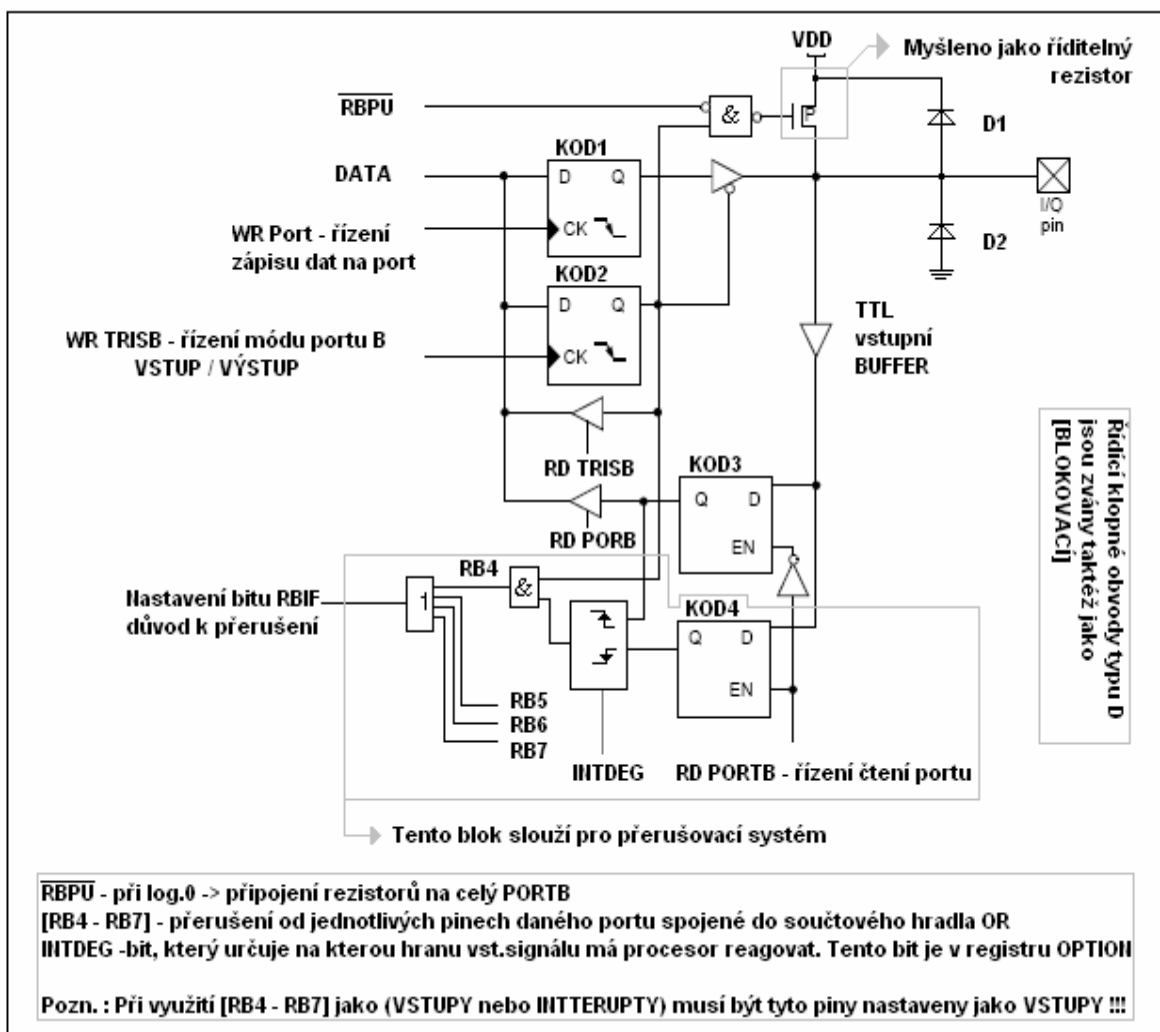 VDD
Myšleno jako říditelný
rezistor
RBPU
&
P
D1
KOD1
DATA
D Q
CK
I/O
pin
WR Port - řízení
zápisu dat na port
D2
KOD2
D Q
CK
WR TRISB - řízení módu portu B
VSTUP / VÝSTUP
TTL
vstupní
BUFFER
RD TRISB
KOD3
Q D
EN
RD PORB
Řídící klopné obvody typu D
jsou zvány taktéž jako
[BLOKOVACÍ]
RB4
&
Nastavení bitu RBIF
důvod k přerušení
1
KOD4
Q D
EN
RB5
RB6
RB7
INTDEG
RD PORTB - řízení čtení portu
Tento blok slouží pro přerušovací systém
RBPU - při log.0 -> připojení rezistorů na celý PORTB
[RB4 - RB7] - přerušení od jednotlivých pinech daného portu spojené do součtového hradla OR
INTDEG -bit, který určuje na kterou hranu vst.signálu má procesor reagovat. Tento bit je v registru OPTION
Pozn. : Při využití [RB4 - RB7] jako (VSTUPY nebo INTTERUPTY) musí být tyto piny nastaveny jako VSTUPY !!!